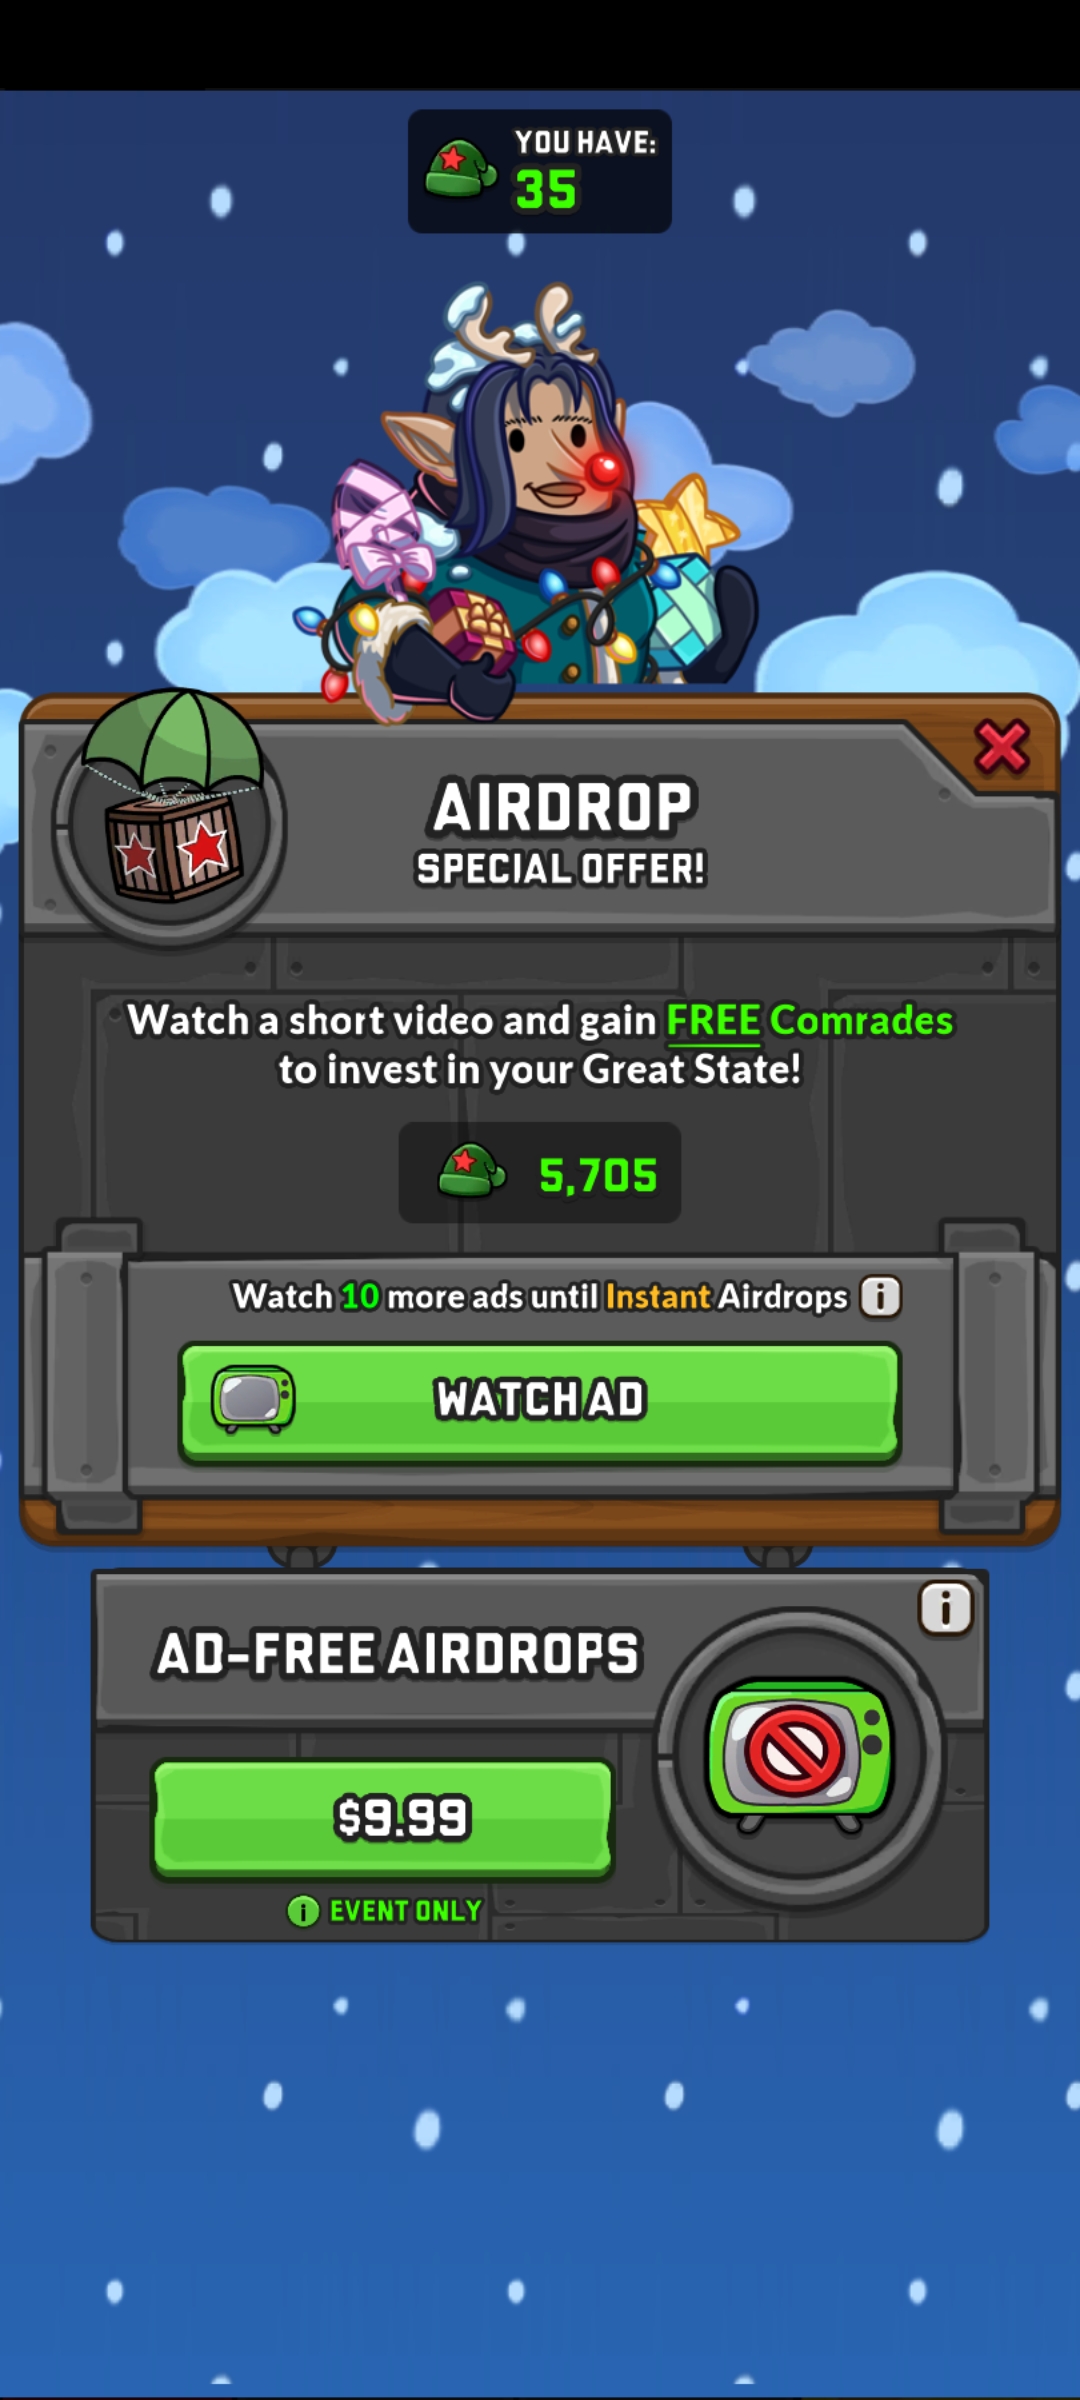 YOU HAVE:
35
AIRDROP
SPECIAL OFFER!
Watch a short video and gain FREE Comrades
to invest in your Great State!
5,705
Watch 10 more ads until Instant Airdrops i
WATCH AD
i
AD-FREE AIRDROPS
$9.99
i EVENT ONLY